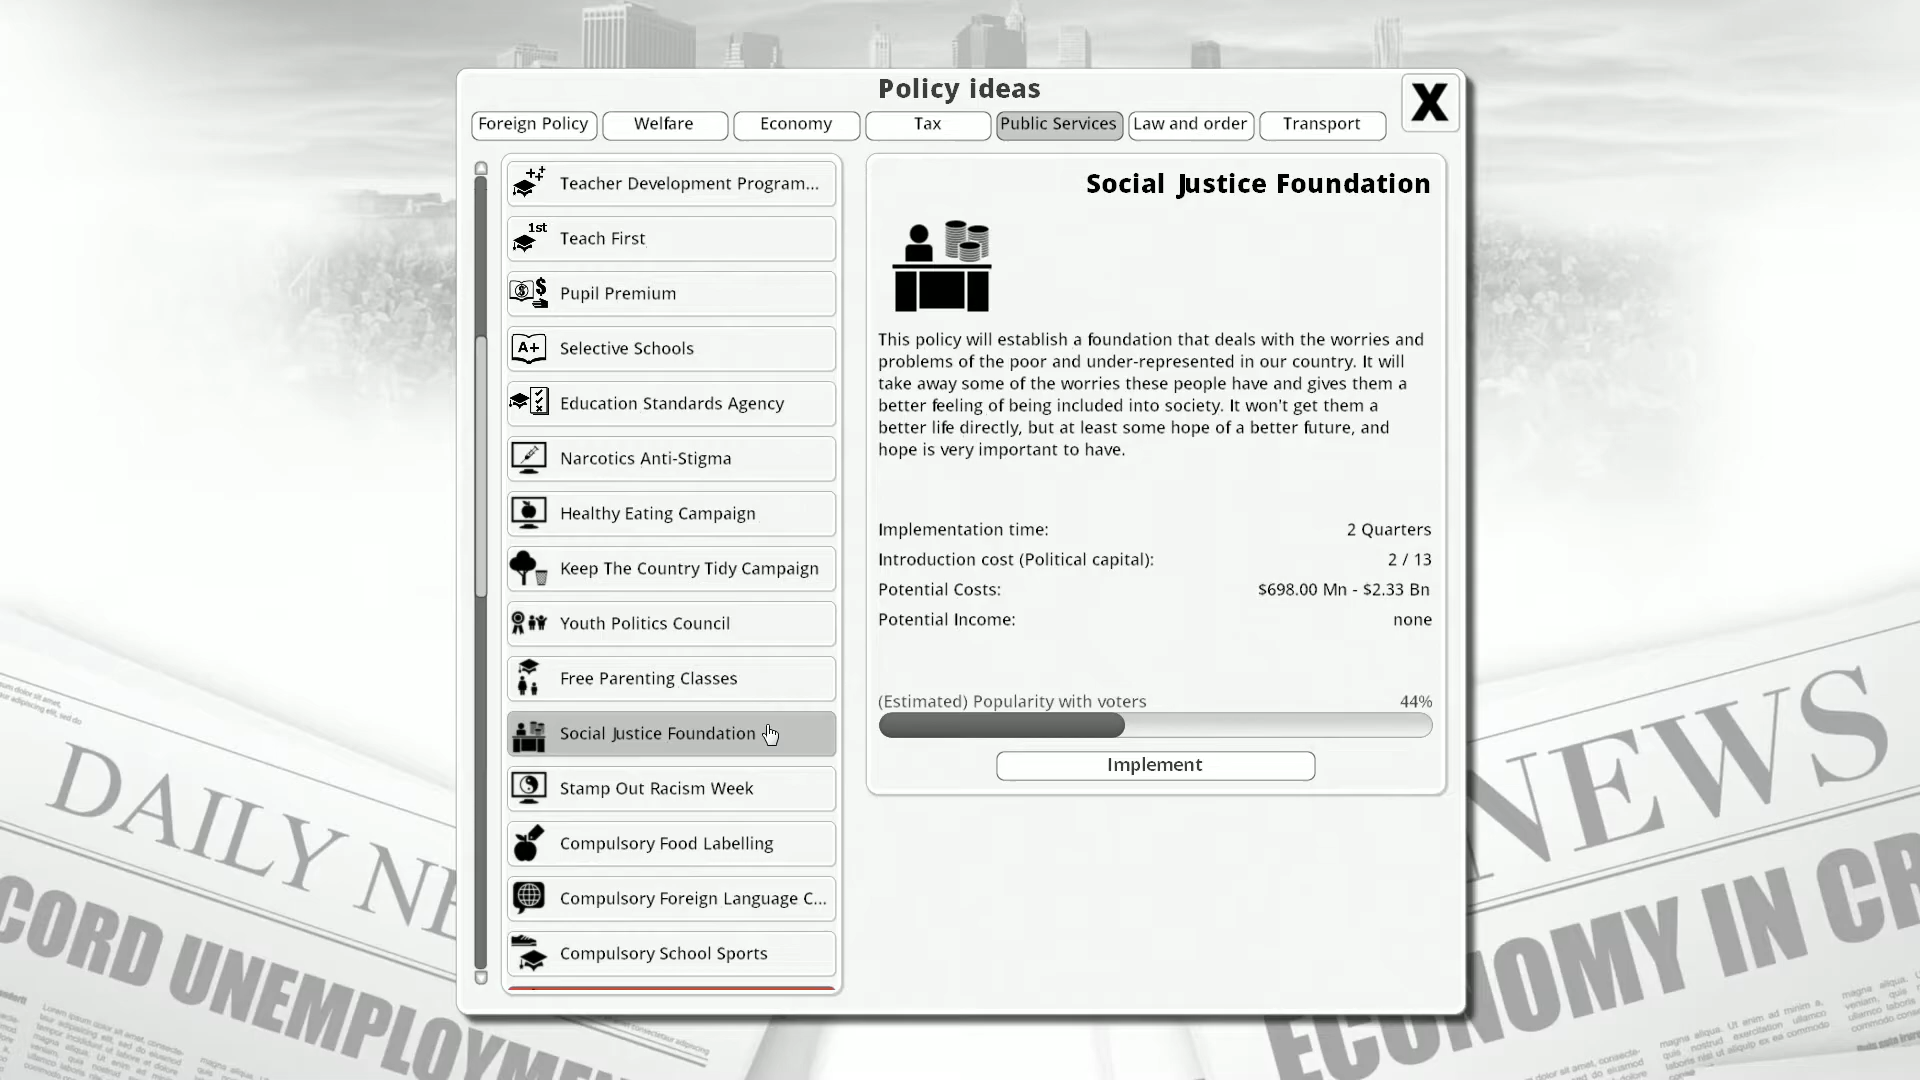 Policy ideas
X
Foreign Policy
Welfare
Economy
Tax
Public Services
Law and order
Transport
Teacher Development Program...
1st
Teach First
Pupil Premium
A+
Selective Schools
Education Standards Agency
Narcotics Anti-Stigma
Healthy Eating Campaign
Keep The Country Tidy Campaign
Youth Politics Council
Free Parenting Classes
Social Justice Foundation
Stamp Out Racism Week
Compulsory Food Labelling
Compulsory Foreign Language C...
Compulsory School Sports
Social Justice Foundation
This policy will establish a foundation that deals with the worries and
problems of the poor and under-represented in our country. It will
take away some of the worries these people have and gives them a
better feeling of being included into society. It won't get them a
better life directly, but at least some hope of a better future, and
hope is very important to have.
Implementation time: 2 Quarters
Introduction cost (Political capital): 2 / 13
Potential Costs: $698.00 Mn - $2.33 Bn
Potential Income: none
(Estimated) Popularity with voters 44%
Implement
DAILY NE
CORD UNEMPLOYME
NEWS
ECONOMY IN CR